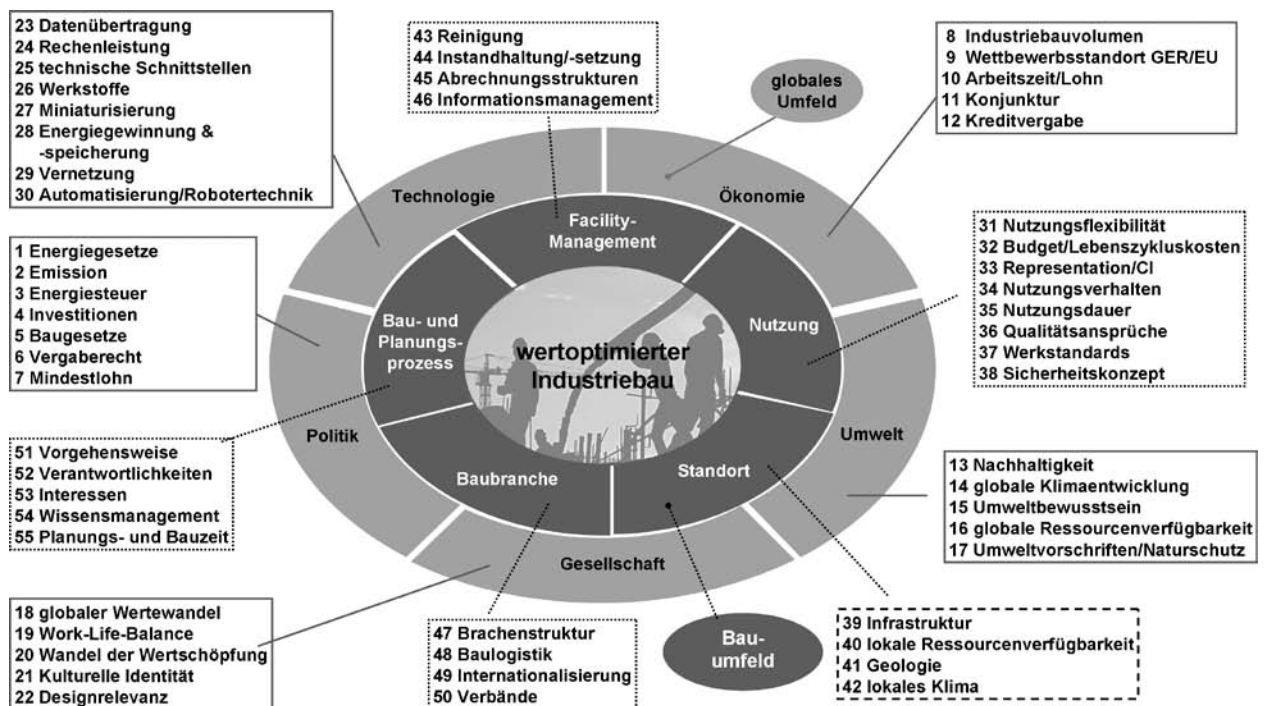 23 Datenübertragung
24 Rechenleistung
25 technische Schnittstellen
26 Werkstoffe
27 Miniaturisierung
28 Energiegewinnung &
-speicherung
29 Vernetzung
30 Automatisierung/Robotertechnik
43 Reinigung
44 Instandhaltung/-setzung
45 Abrechnungsstrukturen
46 Informationsmanagement
globales
Umfeld
8 Industriebauvolumen
9 Wettbewerbsstandort GER/EU
10 Arbeitszeit/Lohn
11 Konjunktur
12 Kreditvergabe
Technologie
Ökonomie
Facility-
Management
1 Energiegesetze
2 Emission
3 Energiesteuer
4 Investitionen
5 Baugesetze
6 Vergaberecht
7 Mindestlohn
Bau- und
Planungs-
prozess
wertoptimierter
Industriebau
Nutzung
31 Nutzungsflexibilität
32 Budget/Lebenszykluskosten
33 Representation/CI
34 Nutzungsverhalten
35 Nutzungsdauer
36 Qualitätsansprüche
37 Werkstandards
38 Sicherheitskonzept
Politik
Umwelt
51 Vorgehensweise
52 Verantwortlichkeiten
53 Interessen
54 Wissensmanagement
55 Planungs- und Bauzeit
Baubranche
Standort
13 Nachhaltigkeit
14 globale Klimaentwicklung
15 Umweltbewusstsein
16 globale Ressourcenverfügbarkeit
17 Umweltvorschriften/Naturschutz
Gesellschaft
18 globaler Wertewandel
19 Work-Life-Balance
20 Wandel der Wertschöpfung
21 Kulturelle Identität
22 Designrelevanz
47 Brachenstruktur
48 Baulogistik
49 Internationalisierung
50 Verbände
Bau-
umfeld
39 Infrastruktur
40 lokale Ressourcenverfügbarkeit
41 Geologie
42 lokales Klima